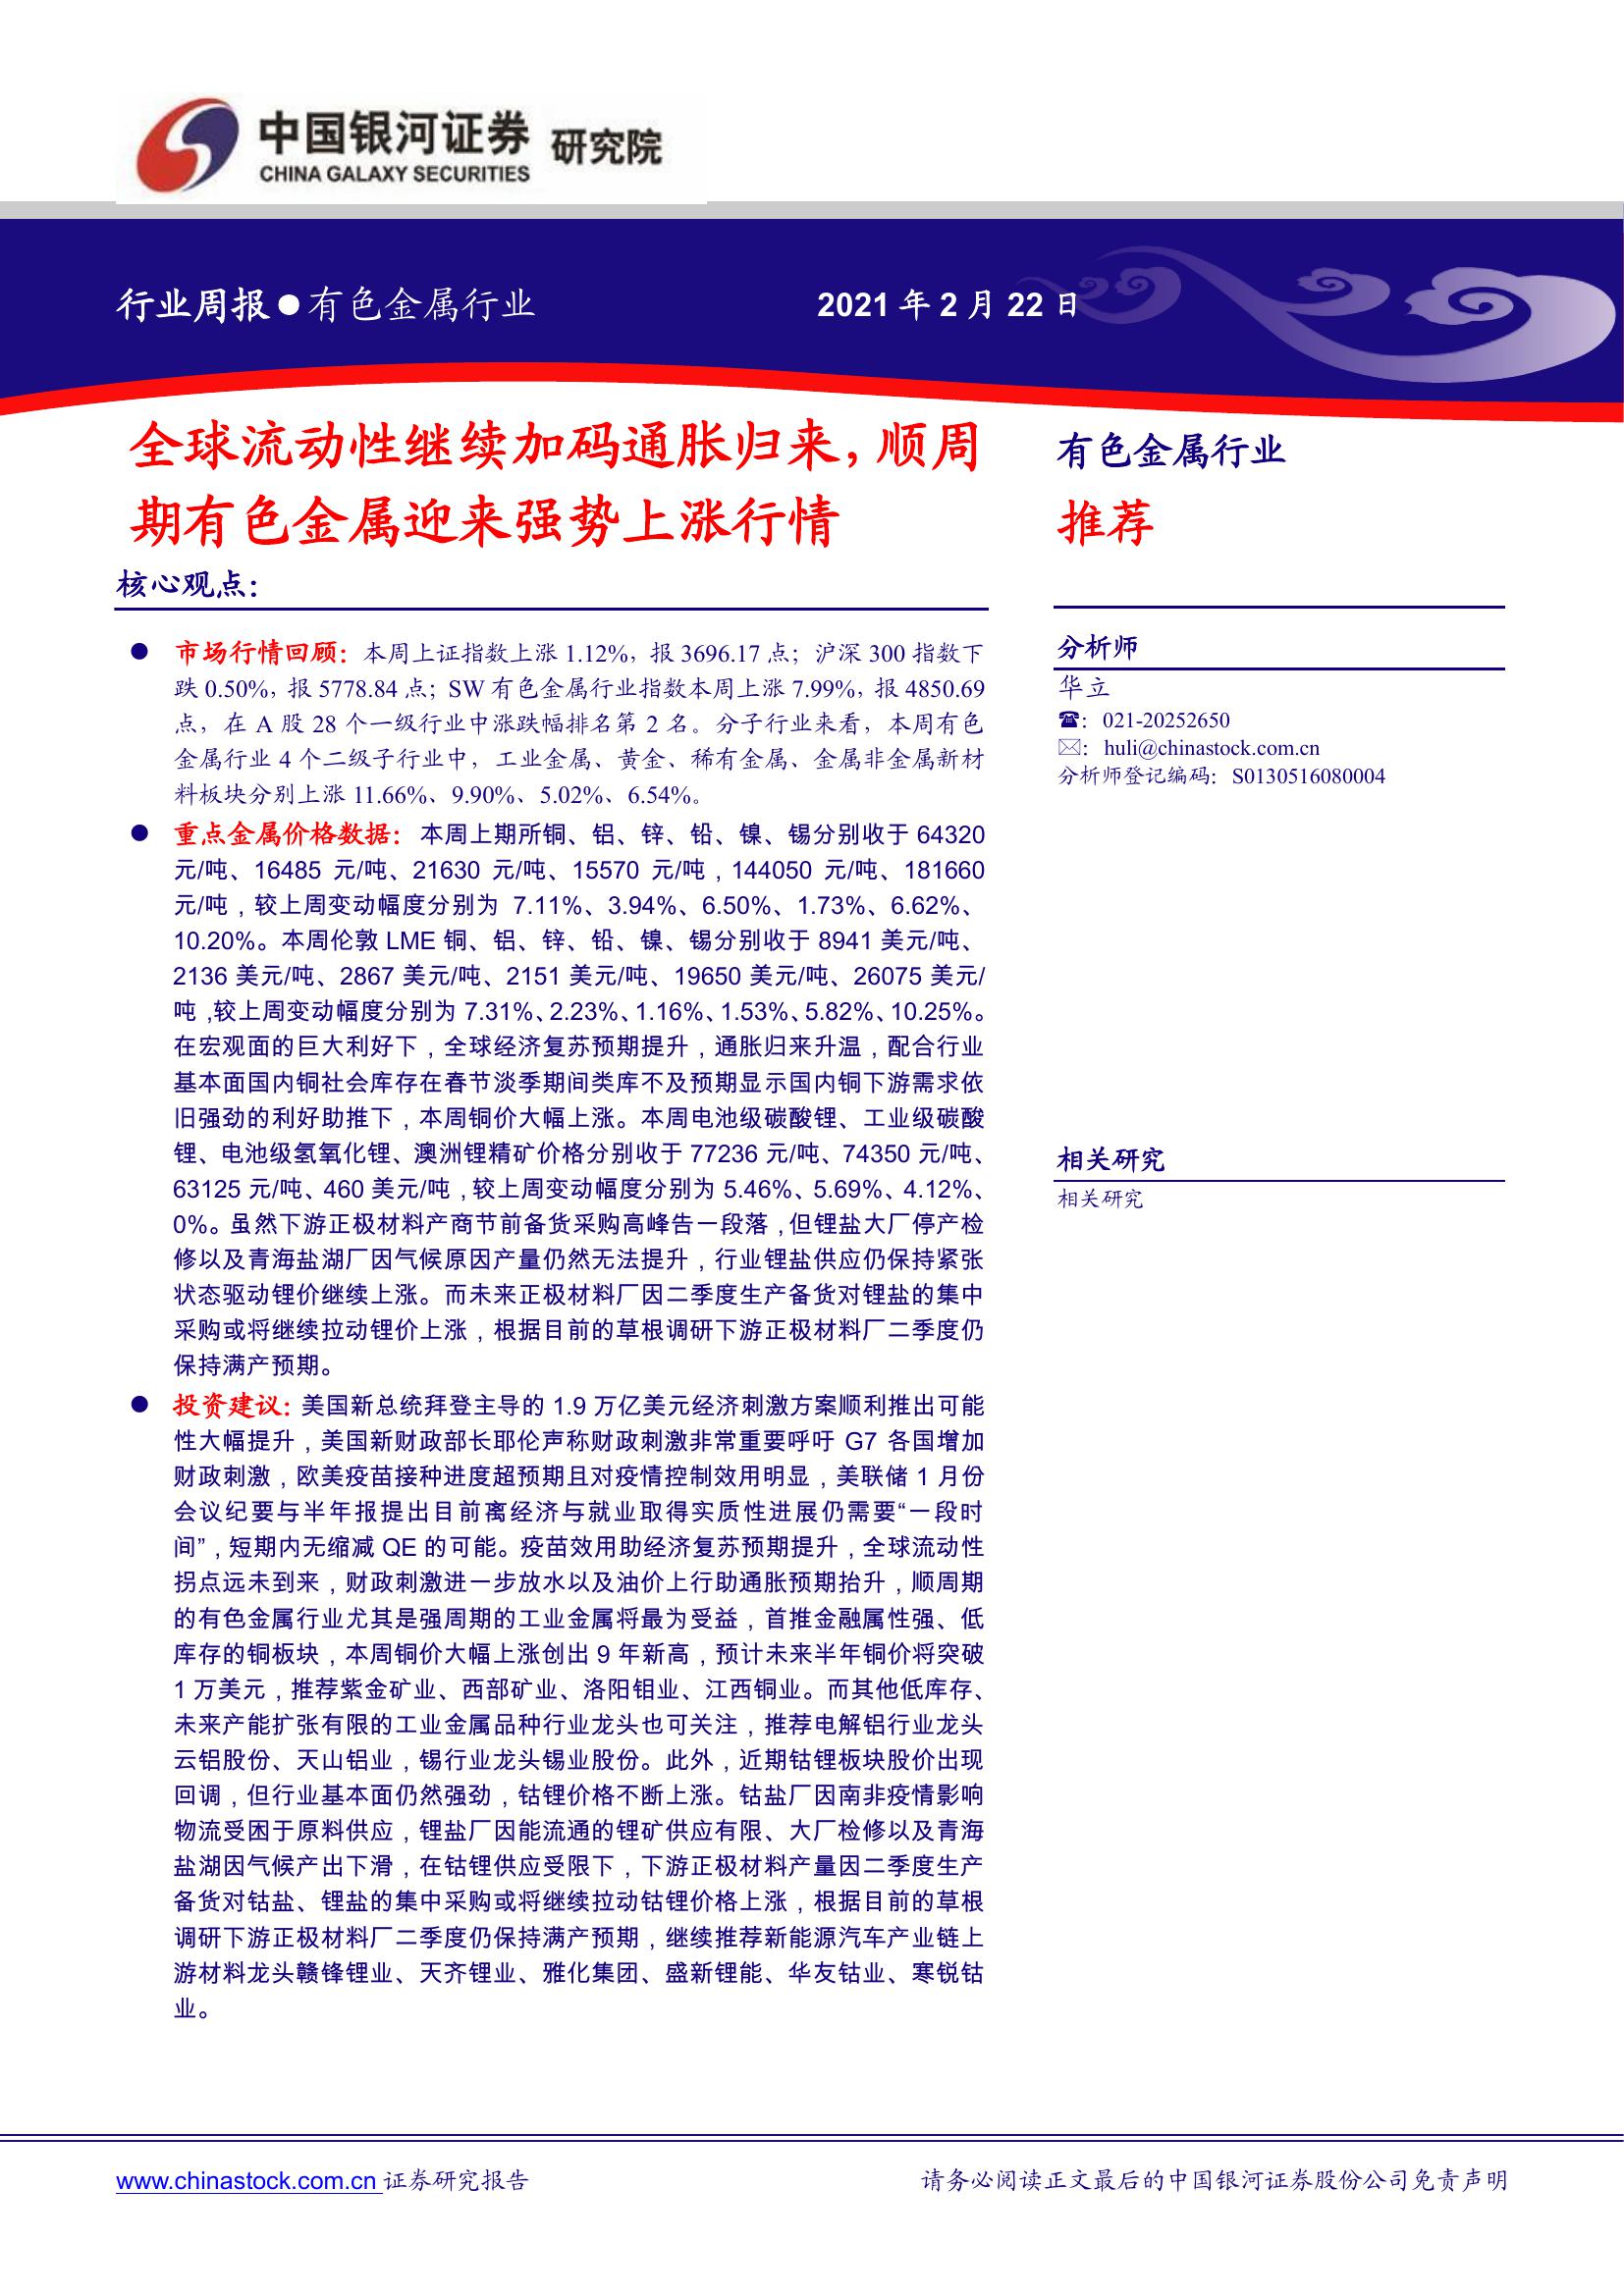 中国银河证券 研究院
CHINA GALAXY SECURITIES
行业周报●有色金属行业
2021 年 2 月 22 日
全球流动性继续加码通胀归来，顺周
期有色金属迎来强势上涨行情
核心观点：
● 市场行情回顾：本周上证指数上涨 1.12%，报 3696.17 点；沪深 300 指数下
跌 0.50%，报 5778.84 点；SW 有色金属行业指数本周上涨 7.99%，报 4850.69
点，在 A 股 28 个一级行业中涨跌幅排名第 2 名。分子行业来看，本周有色
金属行业 4 个二级子行业中，工业金属、黄金、稀有金属、金属非金属新材
料板块分别上涨 11.66%、9.90%、5.02%、6.54%。
● 重点金属价格数据：本周上期所铜、铝、锌、铅、镍、锡分别收于 64320
元/吨、16485 元/吨、21630 元/吨、15570 元/吨，144050 元/吨、181660
元/吨，较上周变动幅度分别为 7.11%、3.94%、6.50%、1.73%、6.62%、
10.20%。本周伦敦 LME 铜、铝、锌、铅、镍、锡分别收于 8941 美元/吨、
2136 美元/吨、2867 美元/吨、2151 美元/吨、19650 美元/吨、26075 美元/
吨,较上周变动幅度分别为 7.31%、2.23%、1.16%、1.53%、5.82%、10.25%。
在宏观面的巨大利好下，全球经济复苏预期提升，通胀归来升温，配合行业
基本面国内铜社会库存在春节淡季期间类库不及预期显示国内铜下游需求依
旧强劲的利好助推下，本周铜价大幅上涨。本周电池级碳酸锂、工业级碳酸
锂、电池级氢氧化锂、澳洲锂精矿价格分别收于 77236 元/吨、74350 元/吨、
63125 元/吨、460 美元/吨，较上周变动幅度分别为 5.46%、5.69%、4.12%、
0%。虽然下游正极材料产商节前备货采购高峰告一段落，但锂盐大厂停产检
修以及青海盐湖厂因气候原因产量仍然无法提升，行业锂盐供应仍保持紧张
状态驱动锂价继续上涨。而未来正极材料厂因二季度生产备货对锂盐的集中
采购或将继续拉动锂价上涨，根据目前的草根调研下游正极材料厂二季度仍
保持满产预期。
● 投资建议：美国新总统拜登主导的 1.9 万亿美元经济刺激方案顺利推出可能
性大幅提升，美国新财政部长耶伦声称财政刺激非常重要呼吁 G7 各国增加
财政刺激，欧美疫苗接种进度超预期且对疫情控制效用明显，美联储 1 月份
会议纪要与半年报提出目前离经济与就业取得实质性进展仍需要“一段时
间”，短期内无缩减 QE 的可能。疫苗效用助经济复苏预期提升，全球流动性
拐点远未到来，财政刺激进一步放水以及油价上行助通胀预期抬升，顺周期
的有色金属行业尤其是强周期的工业金属将最为受益，首推金融属性强、低
库存的铜板块，本周铜价大幅上涨创出 9 年新高，预计未来半年铜价将突破
1 万美元，推荐紫金矿业、西部矿业、洛阳钼业、江西铜业。而其他低库存、
未来产能扩张有限的工业金属品种行业龙头也可关注，推荐电解铝行业龙头
云铝股份、天山铝业，锡行业龙头锡业股份。此外，近期钴锂板块股价出现
回调，但行业基本面仍然强劲，钴锂价格不断上涨。钴盐厂因南非疫情影响
物流受困于原料供应，锂盐厂因能流通的锂矿供应有限、大厂检修以及青海
盐湖因气候产出下滑，在钴锂供应受限下，下游正极材料产量因二季度生产
备货对钴盐、锂盐的集中采购或将继续拉动钴锂价格上涨，根据目前的草根
调研下游正极材料厂二季度仍保持满产预期，继续推荐新能源汽车产业链上
游材料龙头赣锋锂业、天齐锂业、雅化集团、盛新锂能、华友钴业、寒锐钴
业。
有色金属行业
推荐
分析师
华立
☎：021-20252650
✉：huli@chinastock.com.cn
分析师登记编码：S0130516080004
相关研究
相关研究
www.chinastock.com.cn 证券研究报告
请务必阅读正文最后的中国银河证券股份公司免责声明